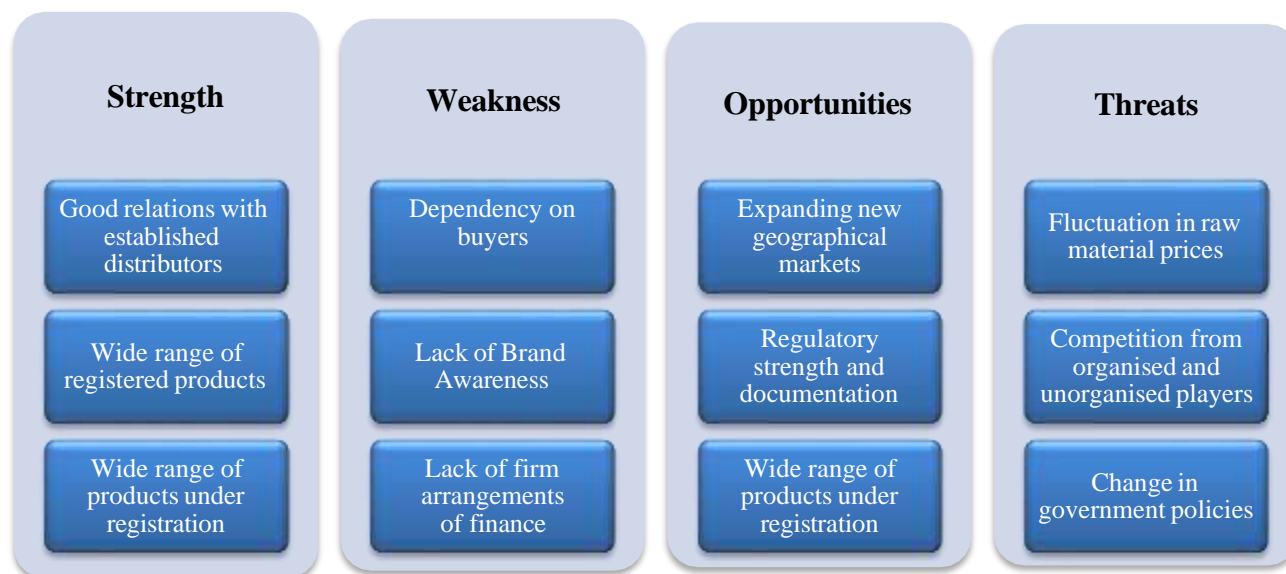 Strength
Good relations with
established
distributors
Wide range of
registered products
Wide range of
products under
registration
Weakness
Dependency on
buyers
Lack of Brand
Awareness
Lack of firm
arrangements
of finance
Opportunities
Expanding new
geographical
markets
Regulatory
strength and
documentation
Wide range of
products under
registration
Threats
Fluctuation in raw
material prices
Competition from
organised and
unorganised players
Change in
government policies